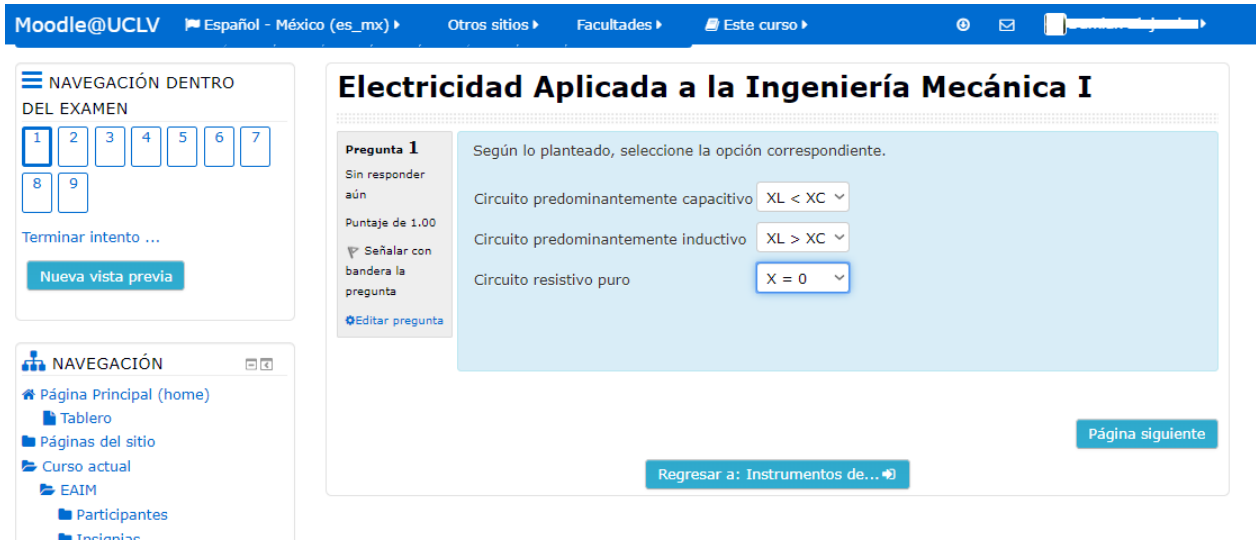 Moodle@UCLV Español - México (es_mx) Otros sitios Facultades Este curso
NAVEGACIÓN DENTRO
DEL EXAMEN
1 2 3 4 5 6 7
8 9
Terminar intento ...
Nueva vista previa
NAVEGACIÓN
Página Principal (home)
Tablero
Páginas del sitio
Curso actual
EAIM
Participantes
Insignias
Electricidad Aplicada a la Ingeniería Mecánica I
Pregunta 1
Sin responder
aún
Puntaje de 1.00
Señalar con
bandera la
pregunta
Editar pregunta
Según lo planteado, seleccione la opción correspondiente.
Circuito predominantemente capacitivo XL < XC
Circuito predominantemente inductivo XL > XC
Circuito resistivo puro X = 0
Página siguiente
Regresar a: Instrumentos de...